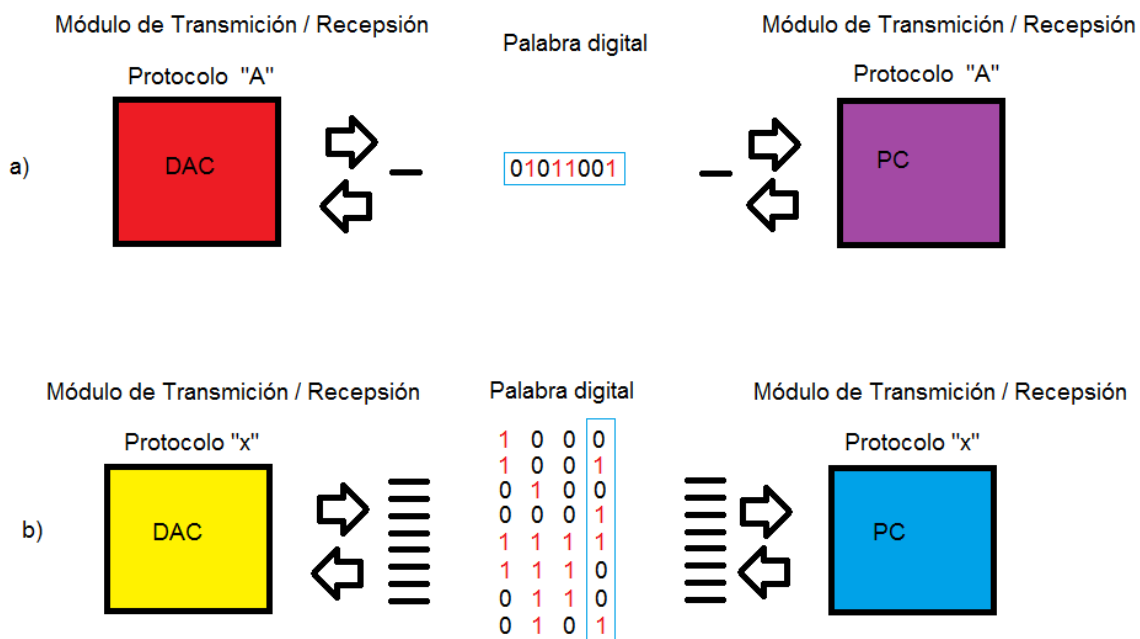 Módulo de Transmición / Recepsión
Palabra digital
Módulo de Transmición / Recepsión
Protocolo "A"
Protocolo "A"
a)
DAC
01011001
PC
Módulo de Transmición / Recepsión
Palabra digital
Módulo de Transmición / Recepsión
Protocolo "x"
Protocolo "x"
b)
DAC
1 0 0 0
1 0 0 1
0 1 0 0
0 0 0 1
1 1 1 1
1 1 1 0
0 1 1 0
0 1 0 1
PC